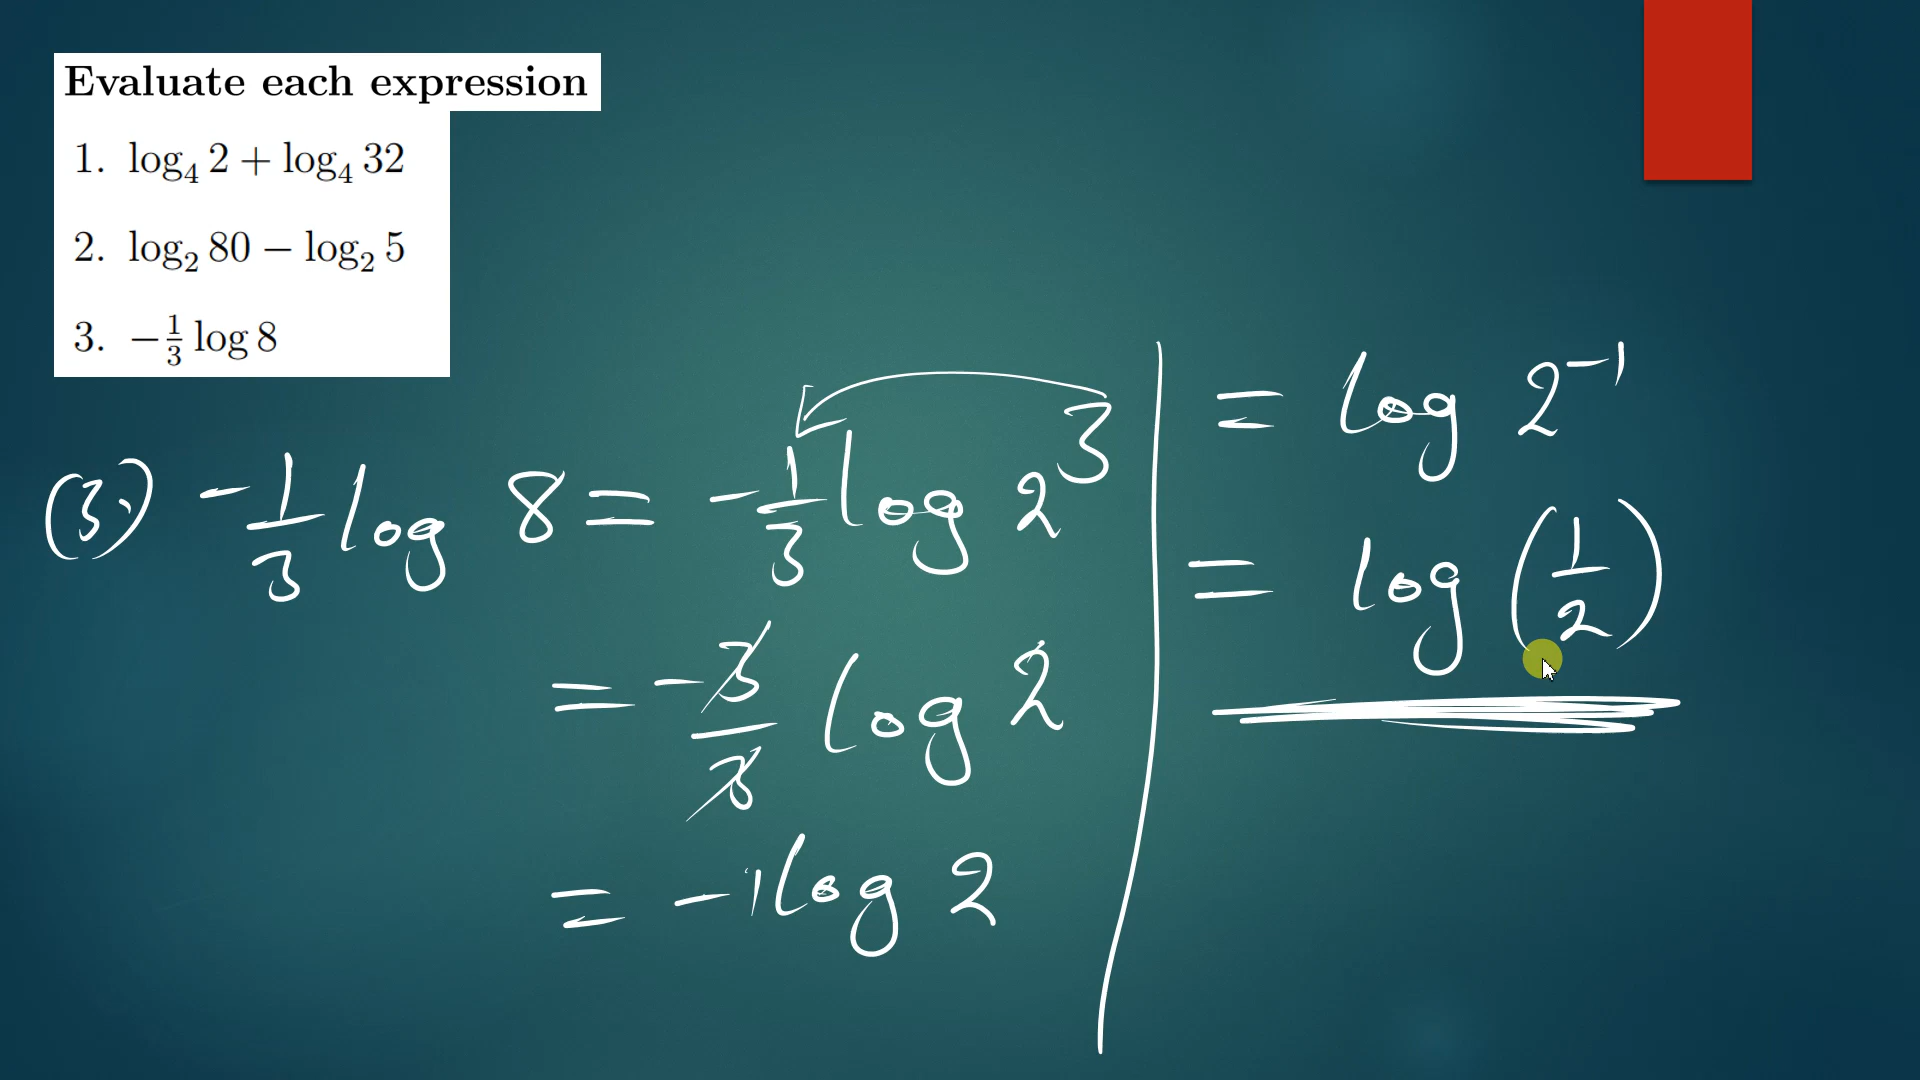 Evaluate each expression
1. log₄ 2 + log₄ 32
2. log₂ 80 − log₂ 5
3. −1/3 log 8
(3.) −1/3 log 8 = −1/3 log 2³
= −3/3 log 2
= −1 log 2
= log 2⁻¹
= log (1/2)